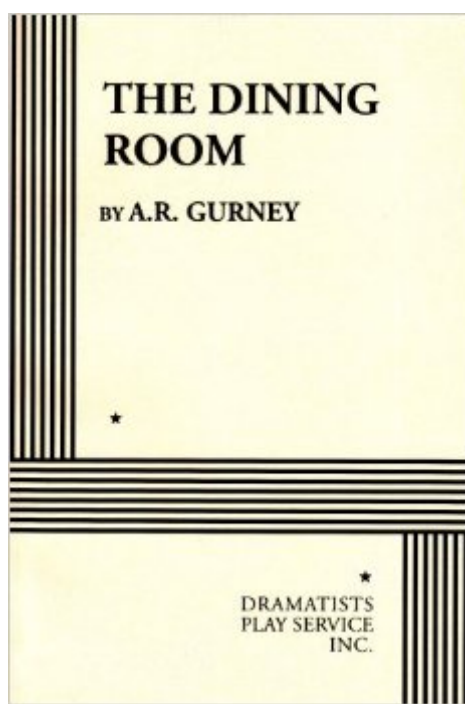 THE DINING
ROOM
BY A.R. GURNEY
DRAMATISTS
PLAY SERVICE
INC.